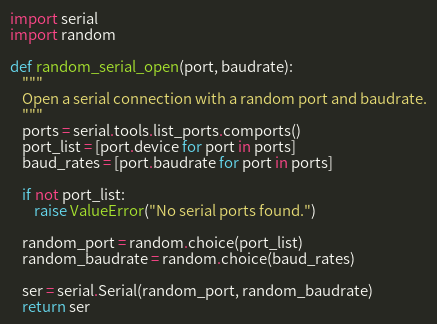 import serial
import random

def random_serial_open(port, baudrate):
    """
    Open a serial connection with a random port and baudrate.
    """
    ports = serial.tools.list_ports.comports()
    port_list = [port.device for port in ports]
    baud_rates = [port.baudrate for port in ports]

    if not port_list:
        raise ValueError("No serial ports found.")

    random_port = random.choice(port_list)
    random_baudrate = random.choice(baud_rates)

    ser = serial.Serial(random_port, random_baudrate)
    return ser